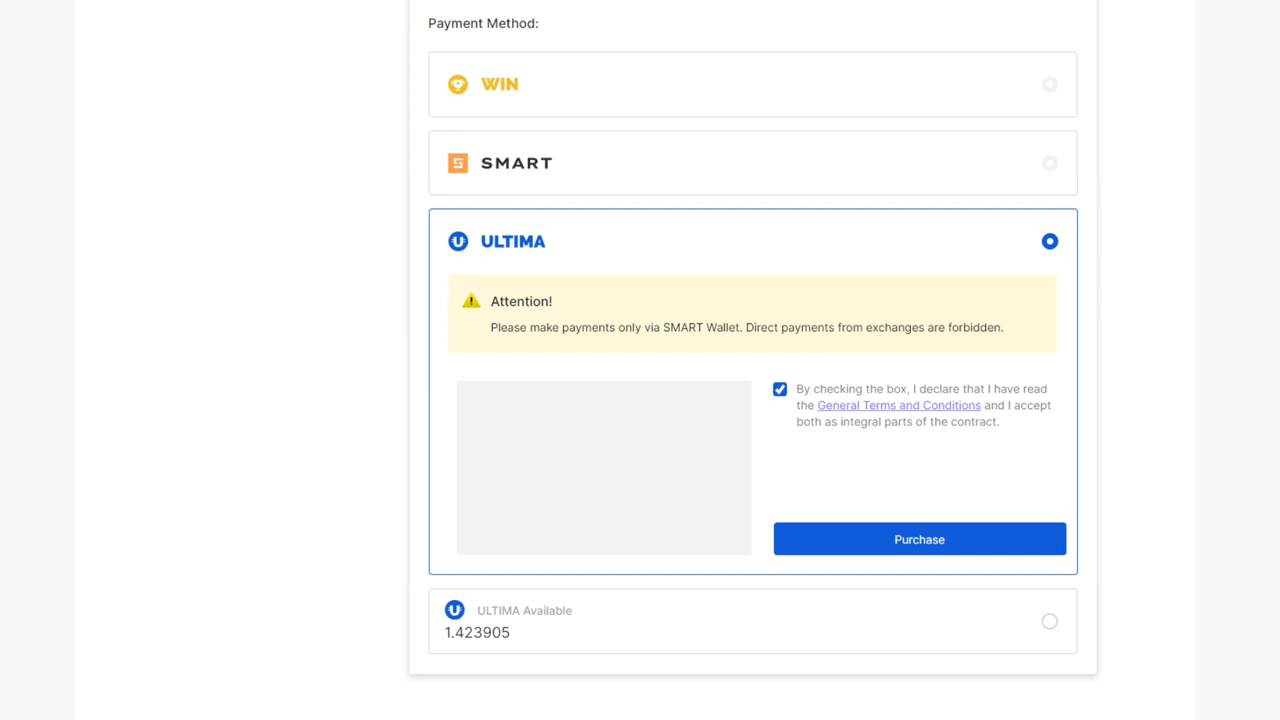 Payment Method:
WIN
SMART
ULTIMA
Attention!
Please make payments only via SMART Wallet. Direct payments from exchanges are forbidden.
By checking the box, I declare that I have read
the General Terms and Conditions and I accept
both as integral parts of the contract.
Purchase
ULTIMA Available
1.423905